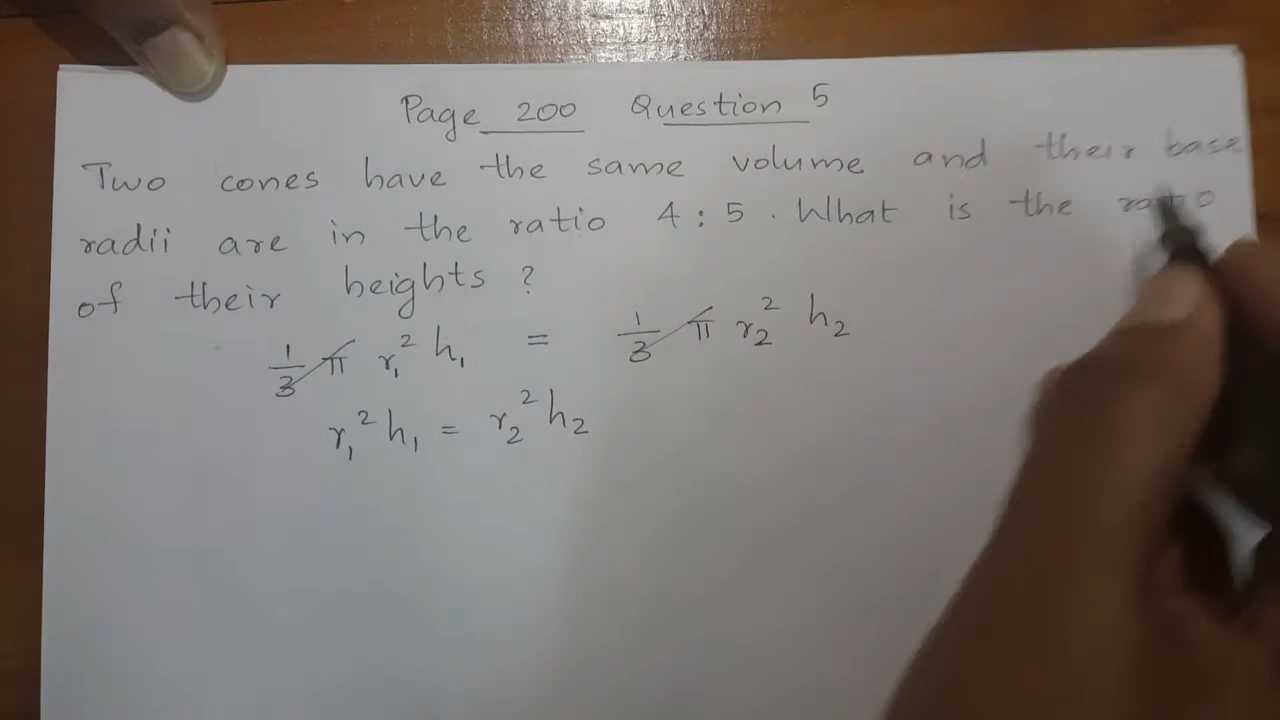 Page 200 Question 5
Two cones have the same volume and their base
radii are in the ratio 4 : 5 . What is the ratio
of their heights ?
1/3 π r₁² h₁ = 1/3 π r₂² h₂
r₁² h₁ = r₂² h₂